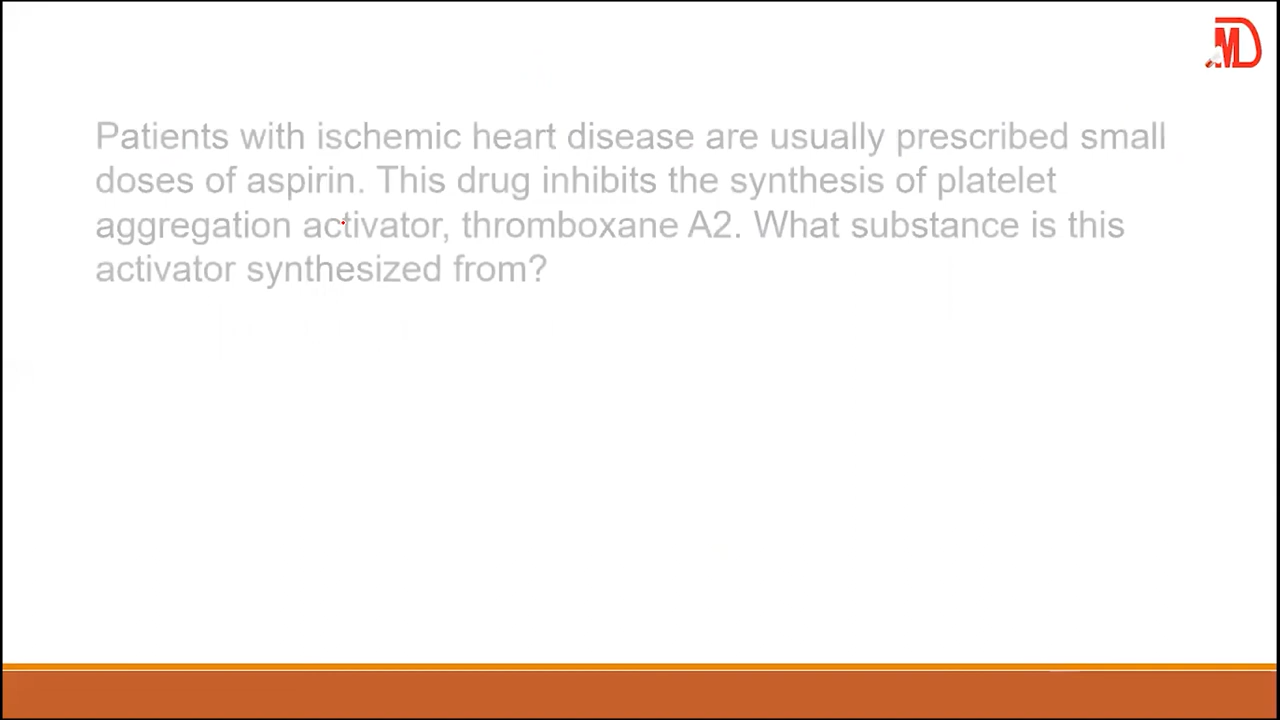 MD
Patients with ischemic heart disease are usually prescribed small
doses of aspirin. This drug inhibits the synthesis of platelet
aggregation activator, thromboxane A2. What substance is this
activator synthesized from?